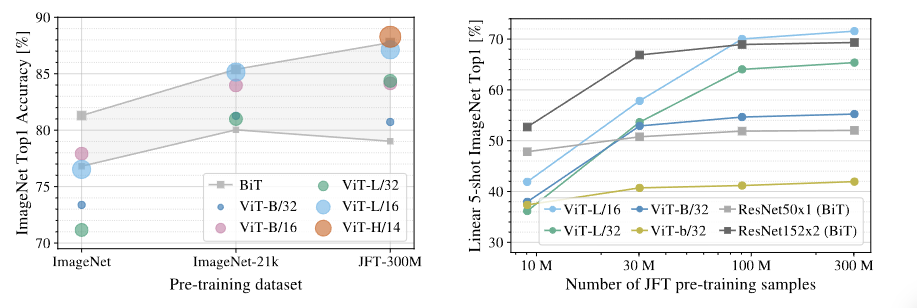 ImageNet Top1 Accuracy [%]
90
85
80
75
70
BiT
ViT-B/32
ViT-B/16
ViT-L/32
ViT-L/16
ViT-H/14
ImageNet
ImageNet-21k
JFT-300M
Pre-training dataset
Linear 5-shot ImageNet Top1 [%]
70
60
50
40
30
ViT-L/16
ViT-L/32
ViT-B/32
ViT-b/32
ResNet50x1 (BiT)
ResNet152x2 (BiT)
10 M
30 M
100 M
300 M
Number of JFT pre-training samples